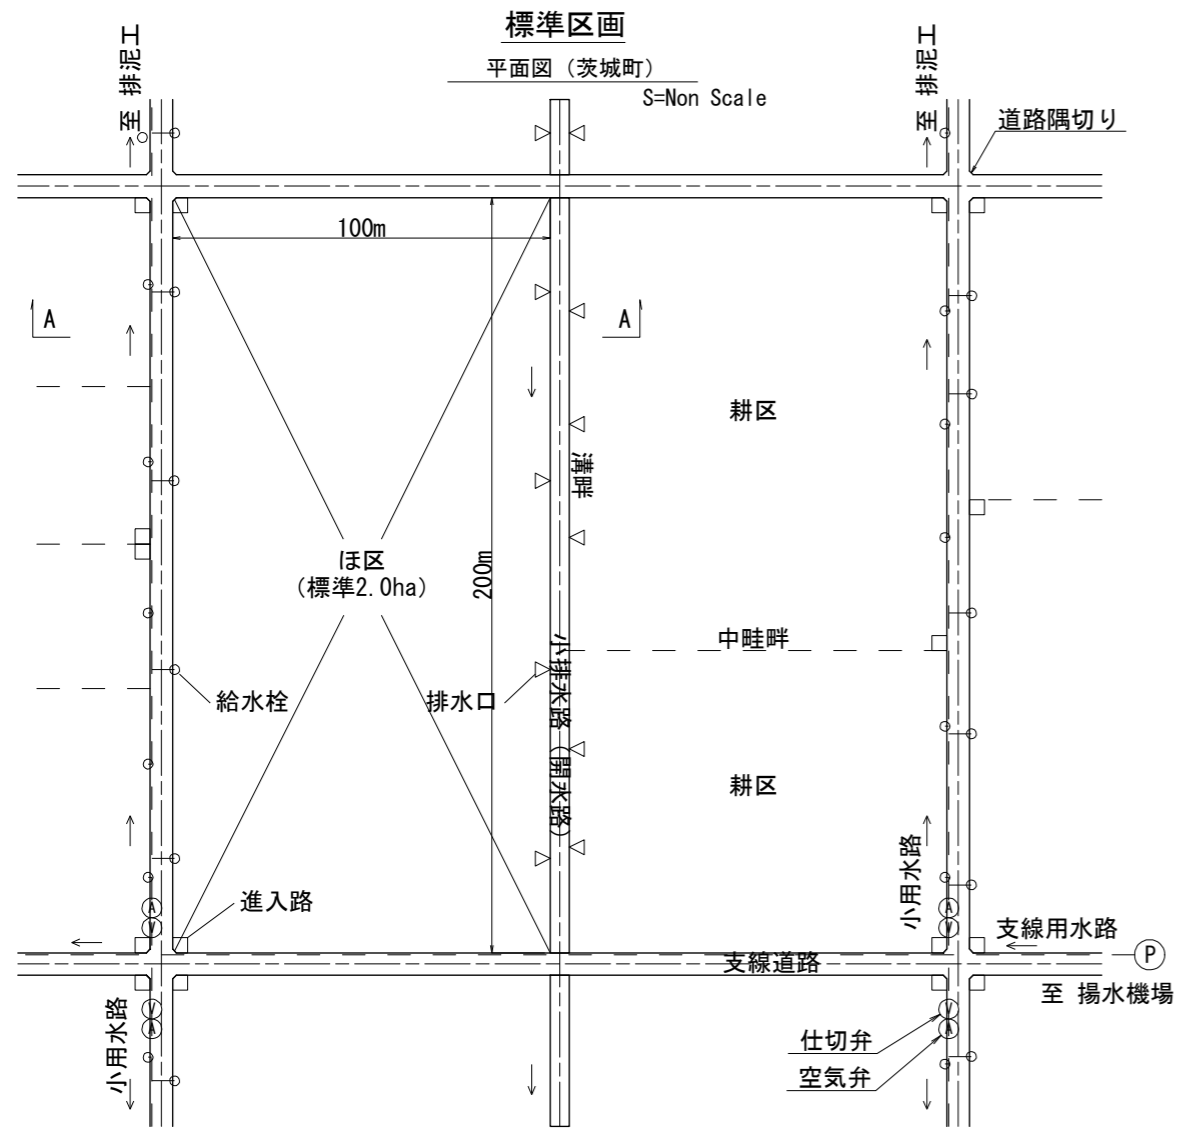 標準区画
平面図（茨城町）
S=Non Scale
至 排泥工
至 排泥工
道路隅切り
100m
A
A
耕区
溝畔
ほ区
（標準2.0ha）
200m
中畦畔
小排水路（開水路）
給水栓
排水口
耕区
小用水路
進入路
A
V
A
V
支線用水路
P
支線道路
至 揚水機場
小用水路
V
A
V
A
仕切弁
空気弁